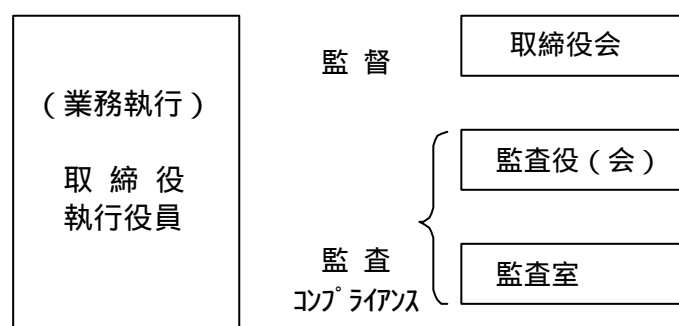 (業務執行)
取 締 役
執行役員
監 督
取締役会
監査役(会)
監 査
コンプライアンス
監査室